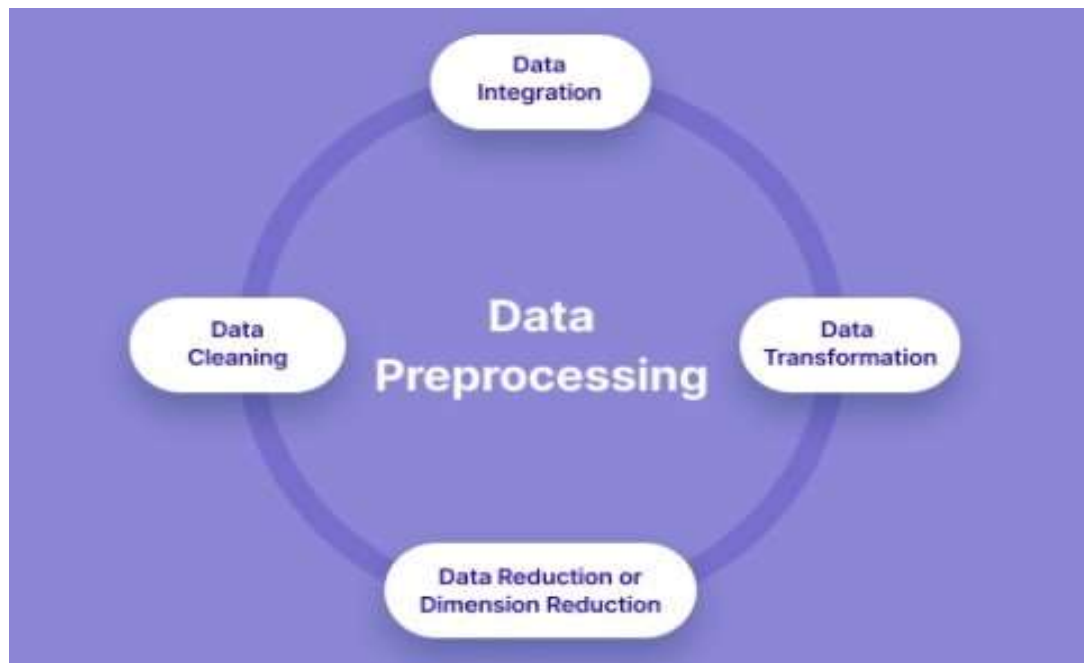 Data
Integration
Data
Cleaning
Data
Preprocessing
Data
Transformation
Data Reduction or
Dimension Reduction